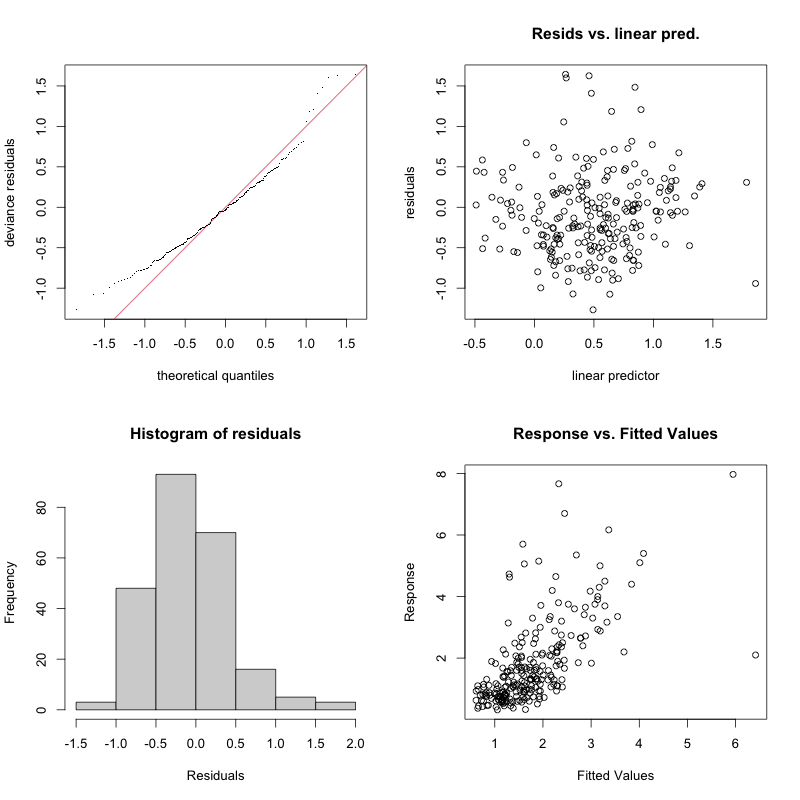 deviance residuals
1.5
1.0
0.5
0.0
-0.5
-1.0
-1.5 -1.0 -0.5 0.0 0.5 1.0 1.5
theoretical quantiles
Resids vs. linear pred.
residuals
1.5
1.0
0.5
0.0
-0.5
-1.0
-0.5 0.0 0.5 1.0 1.5
linear predictor
Histogram of residuals
Frequency
80
60
40
20
0
-1.5 -1.0 -0.5 0.0 0.5 1.0 1.5 2.0
Residuals
Response vs. Fitted Values
Response
8
6
4
2
1 2 3 4 5 6
Fitted Values